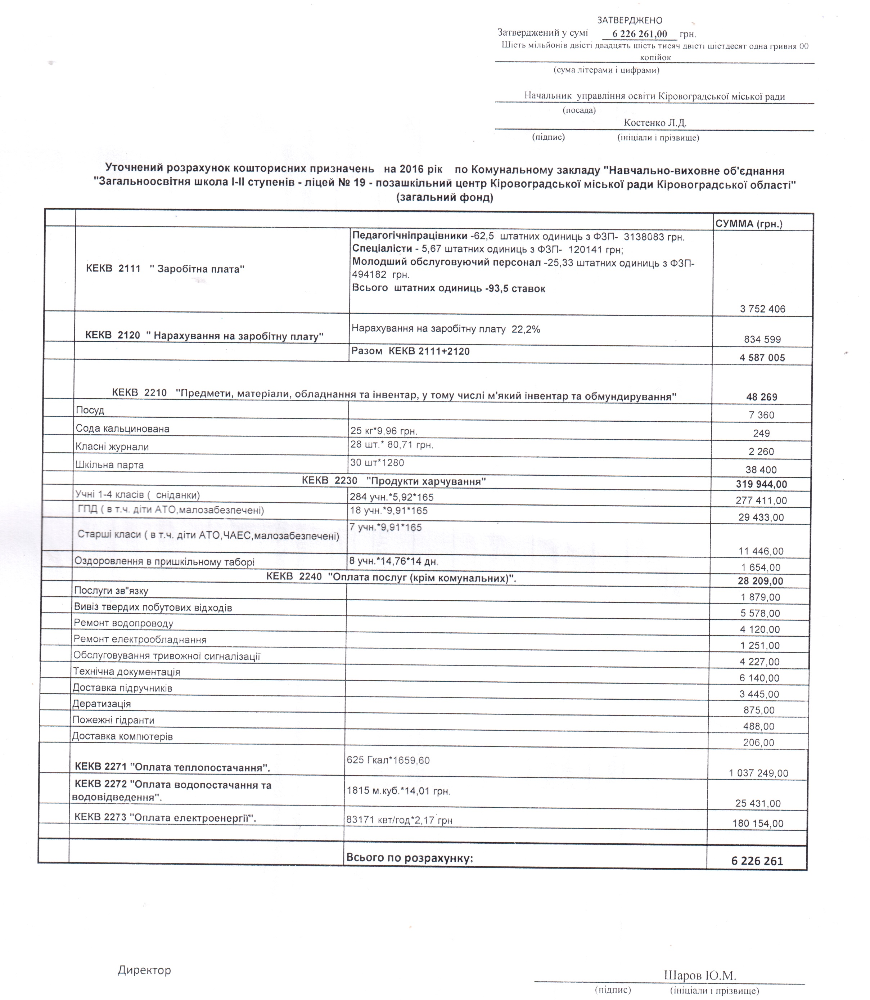 ЗАТВЕРДЖЕНО
Затверджений у сумі 6 226 261,00 грн.
Шість мільйонів двісті двадцять шість тисяч двісті шістдесят одна гривня 00
копійок
(сума літерами і цифрами)
Начальник управління освіти Кіровоградської міської ради
(посада)
Костенко Л.Д.
(підпис) (ініціали і прізвище)
Уточнений розрахунок кошторисних призначень на 2016 рік по Комунальному закладу "Навчально-виховне об'єднання
"Загальноосвітня школа І-ІІ ступенів - ліцей № 19 - позашкільний центр Кіровоградської міської ради Кіровоградської області"
(загальний фонд)
СУММА (грн.)
КЕКВ 2111 " Заробітна плата"
Педагогічніпрацівники -62,5 штатних одиниць з ФЗП- 3138083 грн.
Спеціалісти - 5,67 штатних одиниць з ФЗП- 120141 грн;
Молодший обслуговуючий персонал -25,33 штатних одиниць з ФЗП-
494182 грн.
Всього штатних одиниць -93,5 ставок
3 752 406
КЕКВ 2120 " Нарахування на заробітну плату" Нарахування на заробітну плату 22,2% 834 599
Разом КЕКВ 2111+2120 4 587 005
КЕКВ 2210 "Предмети, матеріали, обладнання та інвентар, у тому числі м'який інвентар та обмундирування" 48 269
Посуд 7 360
Сода кальцинована 25 кг*9,96 грн. 249
Класні журнали 28 шт.* 80,71 грн. 2 260
Шкільна парта 30 шт*1280 38 400
КЕКВ 2230 "Продукти харчування" 319 944,00
Учні 1-4 класів ( сніданки) 284 учн.*5,92*165 277 411,00
ГПД ( в т.ч. діти АТО,малозабезпечені) 18 учн.*9,91*165 29 433,00
Старші класи ( в т.ч. діти АТО,ЧАЕС,малозабезпечені) 7 учн.*9,91*165 11 446,00
Оздоровлення в пришкільному таборі 8 учн.*14,76*14 дн. 1 654,00
КЕКВ 2240 "Оплата послуг (крім комунальних)". 28 209,00
Послуги зв"язку 1 879,00
Вивіз твердих побутових відходів 5 578,00
Ремонт водопроводу 4 120,00
Ремонт електрообладнання 1 251,00
Обслуговування тривожної сигналізації 4 227,00
Технічна документація 6 140,00
Доставка підручників 3 445,00
Дератизація 875,00
Пожежні гідранти 488,00
Доставка компютерів 206,00
КЕКВ 2271 "Оплата теплопостачання". 625 Гкал*1659,60 1 037 249,00
КЕКВ 2272 "Оплата водопостачання та
водовідведення". 1815 м.куб.*14,01 грн. 25 431,00
КЕКВ 2273 "Оплата електроенергії". 83171 квт/год*2,17 грн 180 154,00
Всього по розрахунку: 6 226 261
Директор Шаров Ю.М.
(підпис) (ініціали і прізвище)